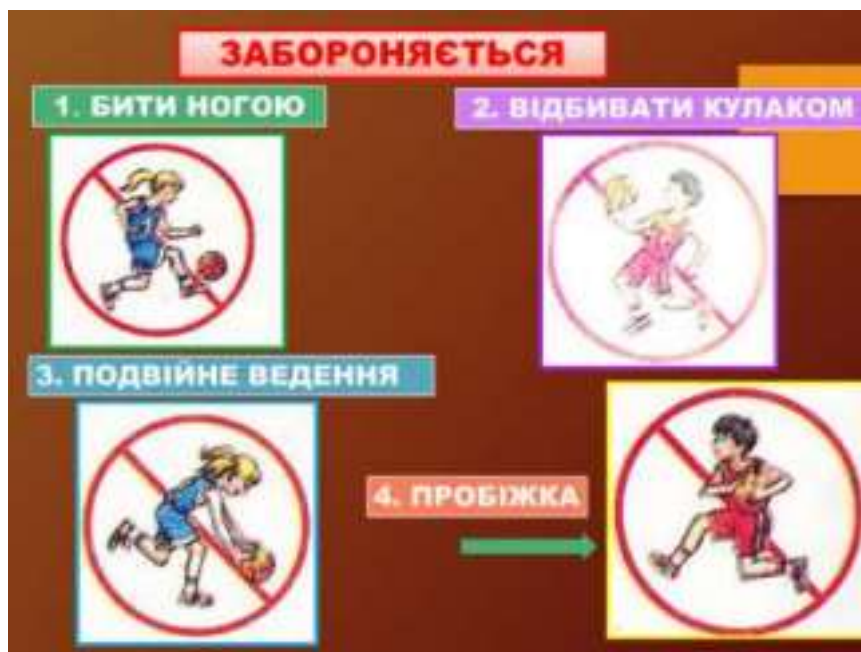 ЗАБОРОНЯЄТЬСЯ
1. БИТИ НОГОЮ
2. ВІДБИВАТИ КУЛАКОМ
3. ПОДВІЙНЕ ВЕДЕННЯ
4. ПРОБІЖКА